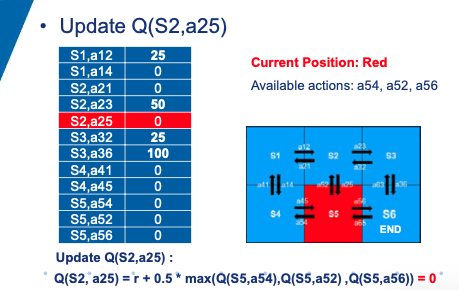 • Update Q(S2,a25)
S1,a12 25
S1,a14 0
S2,a21 0
S2,a23 50
S2,a25 0
S3,a32 25
S3,a36 100
S4,a41 0
S4,a45 0
S5,a54 0
S5,a52 0
S5,a56 0
Current Position: Red
Available actions: a54, a52, a56
a12 a23
S1 S2 S3
a21 a32
a41 a14 a52 a25 a63 a36
a45 a56
S4 S5 S6
a54 a65
END
Update Q(S2,a25) :
Q(S2, a25) = r + 0.5 * max(Q(S5,a54),Q(S5,a52) ,Q(S5,a56)) = 0